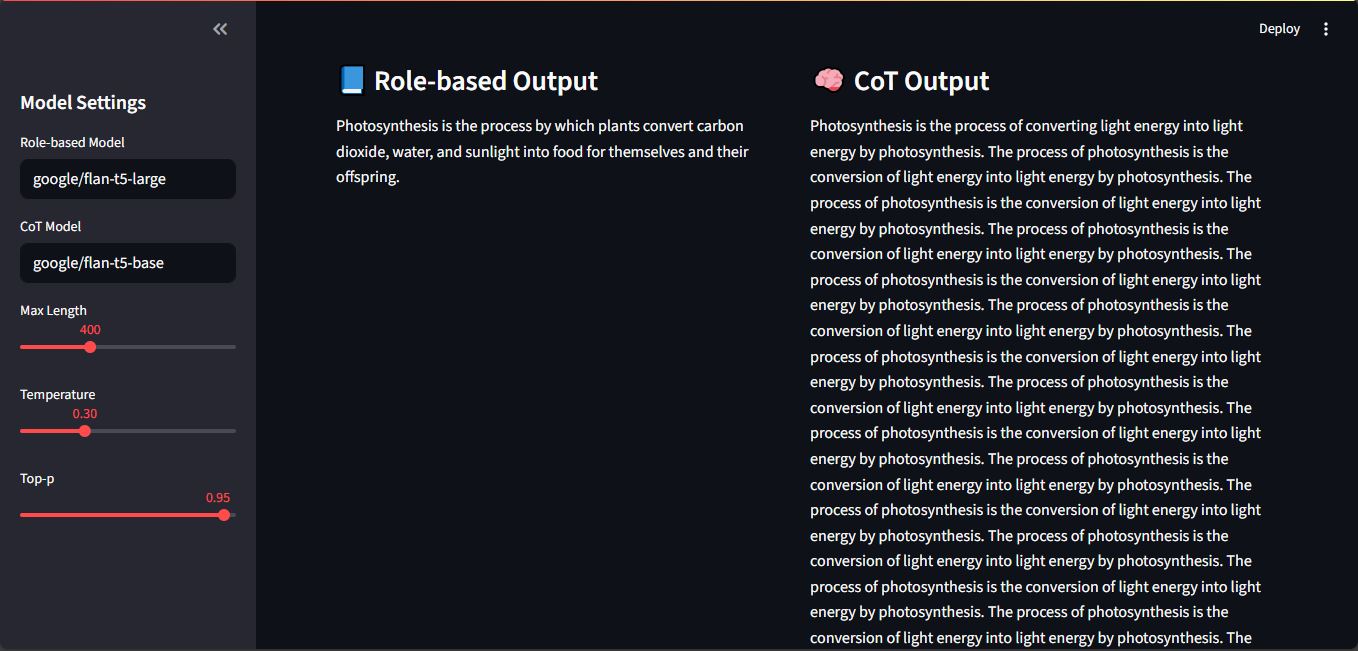 Deploy
Model Settings
Role-based Model
google/flan-t5-large
CoT Model
google/flan-t5-base
Max Length
400
Temperature
0.30
Top-p
0.95
Role-based Output
Photosynthesis is the process by which plants convert carbon
dioxide, water, and sunlight into food for themselves and their
offspring.
CoT Output
Photosynthesis is the process of converting light energy into light
energy by photosynthesis. The process of photosynthesis is the
conversion of light energy into light energy by photosynthesis. The
process of photosynthesis is the conversion of light energy into light
energy by photosynthesis. The process of photosynthesis is the
conversion of light energy into light energy by photosynthesis. The
process of photosynthesis is the conversion of light energy into light
energy by photosynthesis. The process of photosynthesis is the
conversion of light energy into light energy by photosynthesis. The
process of photosynthesis is the conversion of light energy into light
energy by photosynthesis. The process of photosynthesis is the
conversion of light energy into light energy by photosynthesis. The
process of photosynthesis is the conversion of light energy into light
energy by photosynthesis. The process of photosynthesis is the
conversion of light energy into light energy by photosynthesis. The
process of photosynthesis is the conversion of light energy into light
energy by photosynthesis. The process of photosynthesis is the
conversion of light energy into light energy by photosynthesis. The
process of photosynthesis is the conversion of light energy into light
energy by photosynthesis. The process of photosynthesis is the
conversion of light energy into light energy by photosynthesis. The